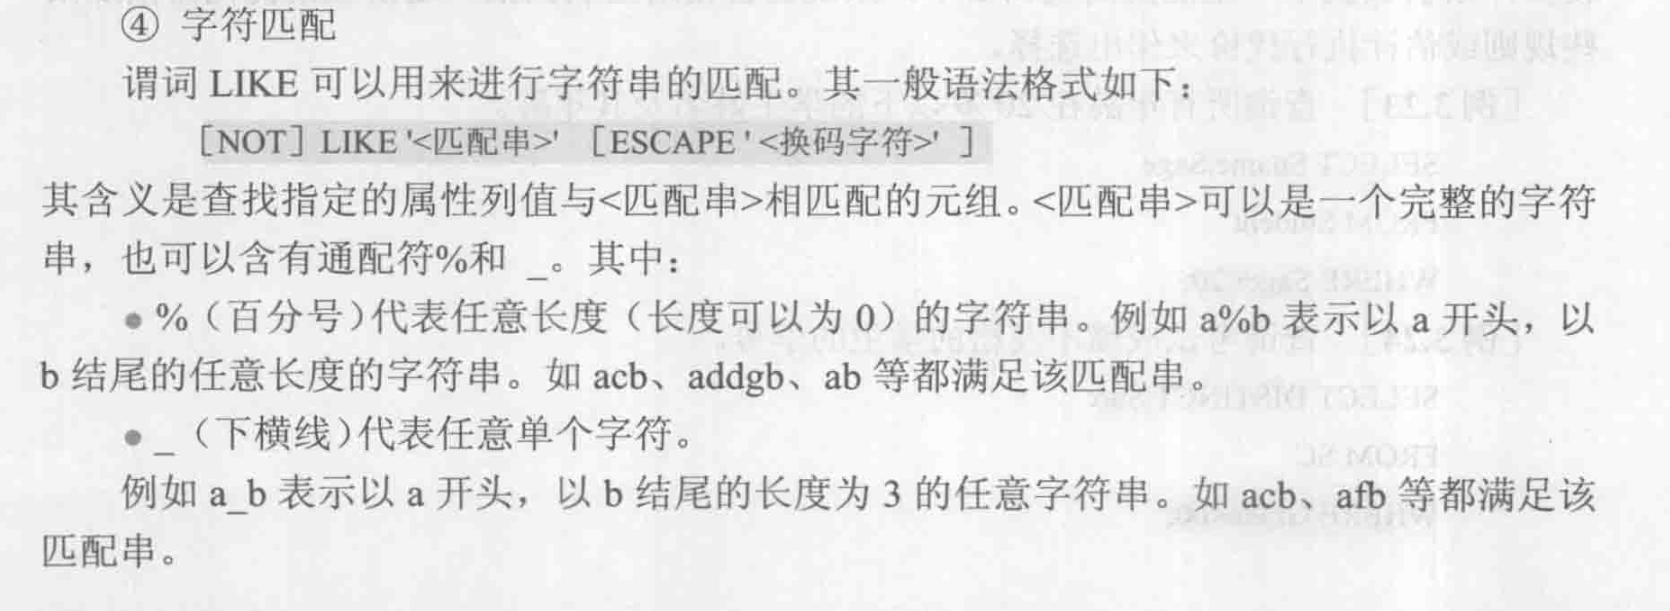 ④ 字符匹配
谓词 LIKE 可以用来进行字符串的匹配。其一般语法格式如下：
［NOT］LIKE '<匹配串>' ［ESCAPE ' <换码字符>' ］
其含义是查找指定的属性列值与<匹配串>相匹配的元组。<匹配串>可以是一个完整的字符
串，也可以含有通配符%和 _。其中：
● %（百分号）代表任意长度（长度可以为 0）的字符串。例如 a%b 表示以 a 开头，以
b 结尾的任意长度的字符串。如 acb、addgb、ab 等都满足该匹配串。
● _（下横线）代表任意单个字符。
例如 a_b 表示以 a 开头，以 b 结尾的长度为 3 的任意字符串。如 acb、afb 等都满足该
匹配串。